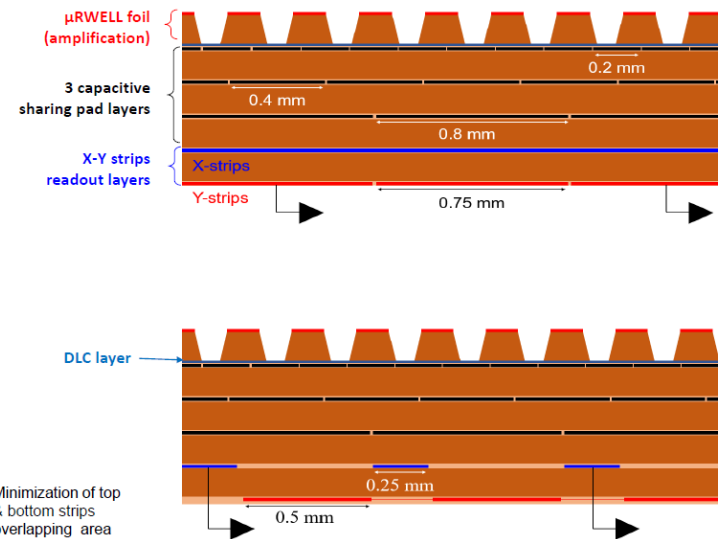 µRWELL foil
(amplification)
0.2 mm
3 capacitive
sharing pad layers
0.4 mm
0.8 mm
X-Y strips
readout layers
X-strips
Y-strips
0.75 mm
DLC layer
0.25 mm
Minimization of top
& bottom strips
overlapping area
0.5 mm